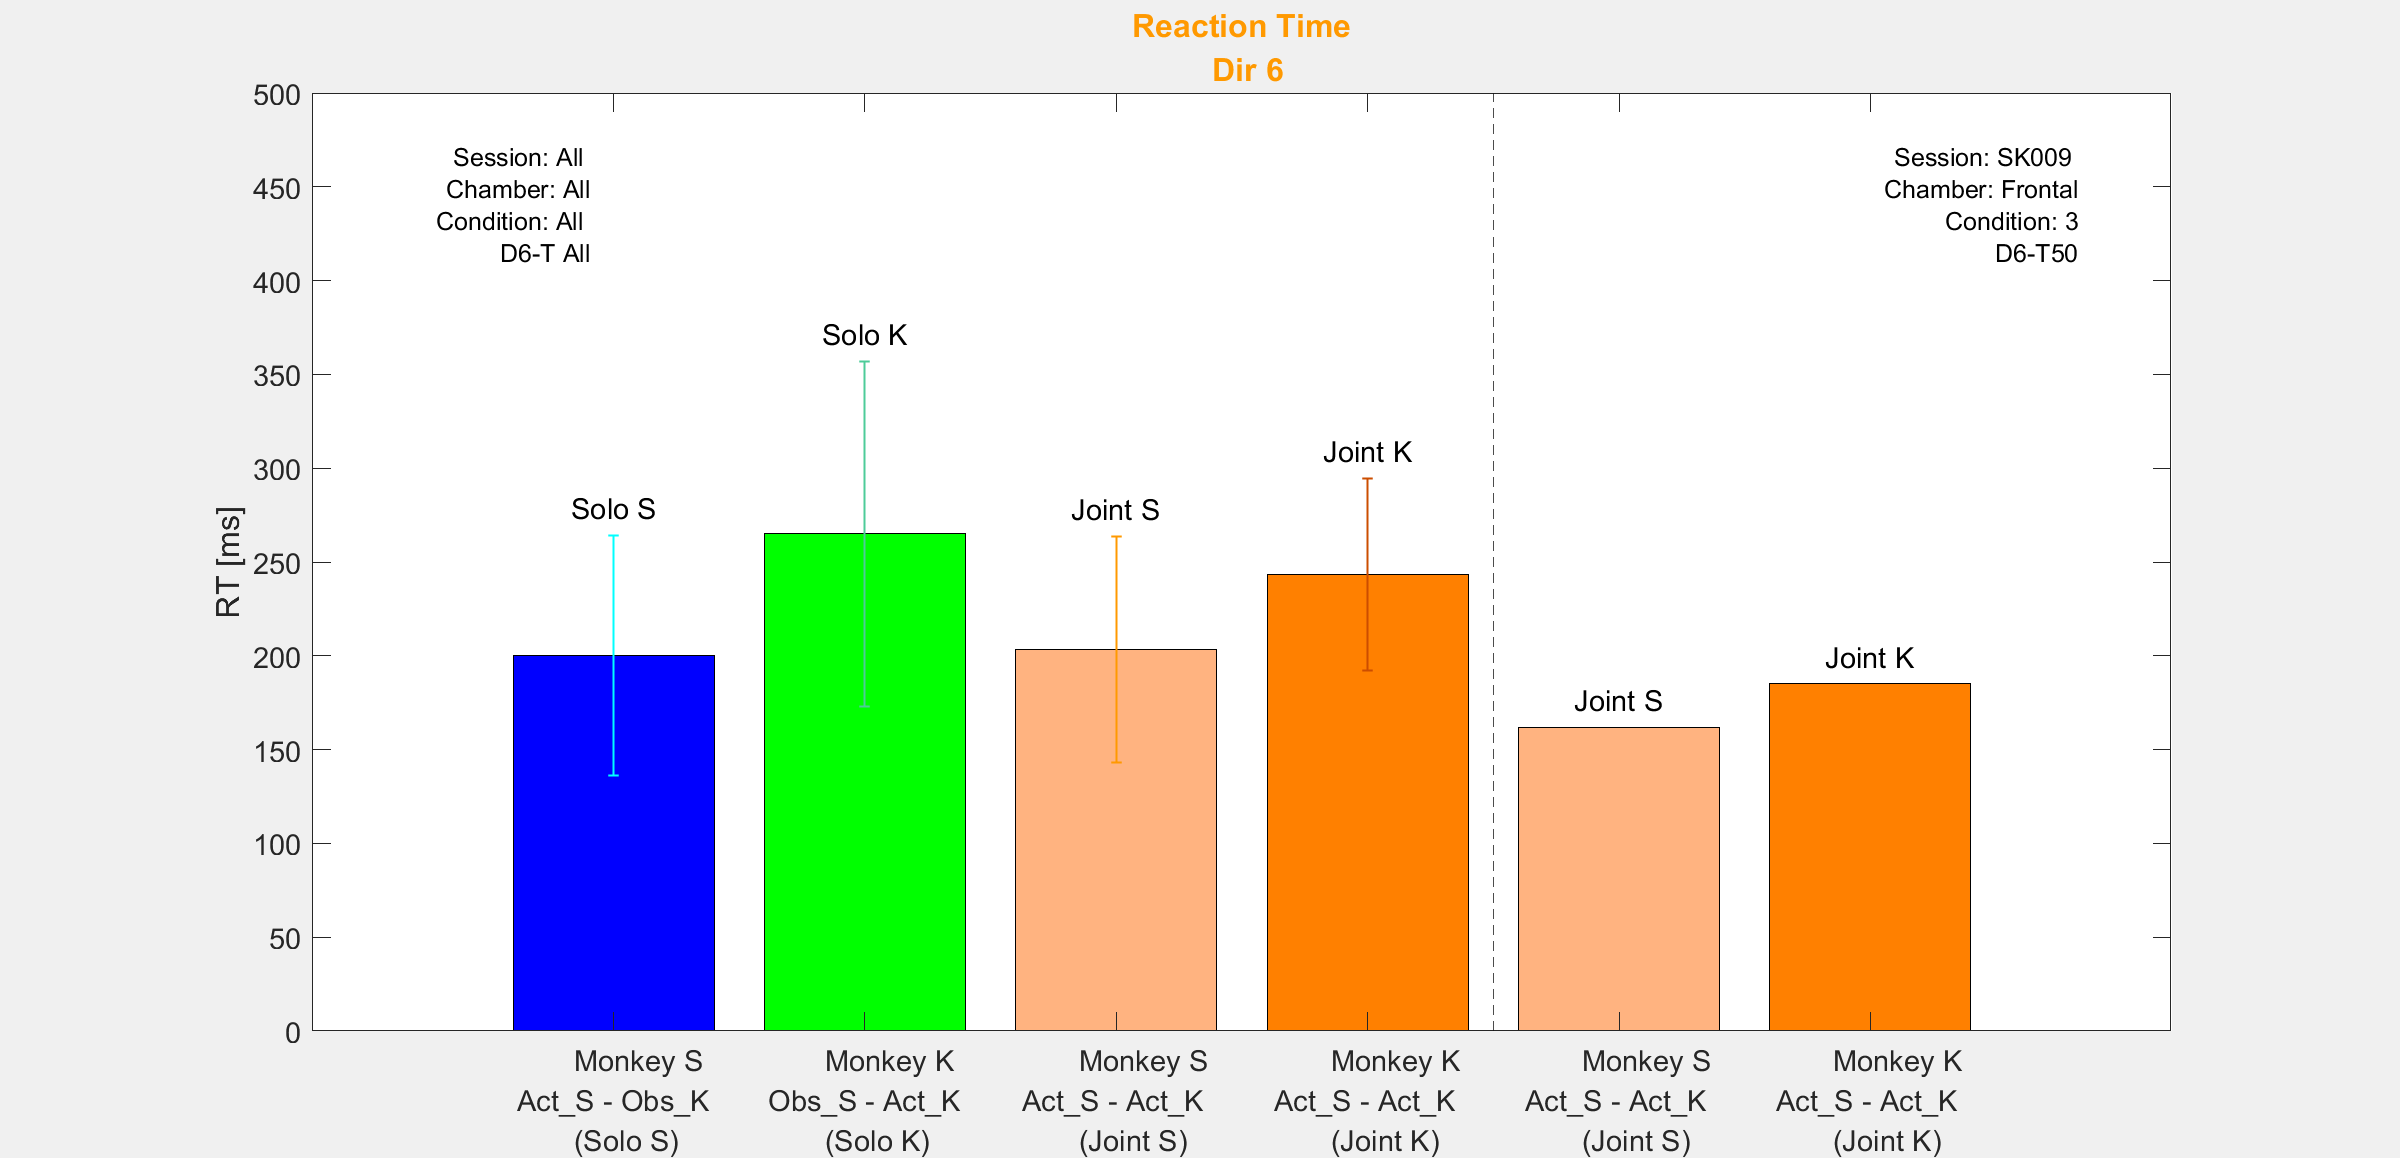 Reaction Time
Dir 6
500
450
400
350
300
250
200
150
100
50
0
RT [ms]
Session: All
Chamber: All
Condition: All
D6-T All
Session: SK009
Chamber: Frontal
Condition: 3
D6-T50
Solo S
Solo K
Joint S
Joint K
Joint S
Joint K
Monkey S
Act_S - Obs_K
(Solo S)
Monkey K
Obs_S - Act_K
(Solo K)
Monkey S
Act_S - Act_K
(Joint S)
Monkey K
Act_S - Act_K
(Joint K)
Monkey S
Act_S - Act_K
(Joint S)
Monkey K
Act_S - Act_K
(Joint K)